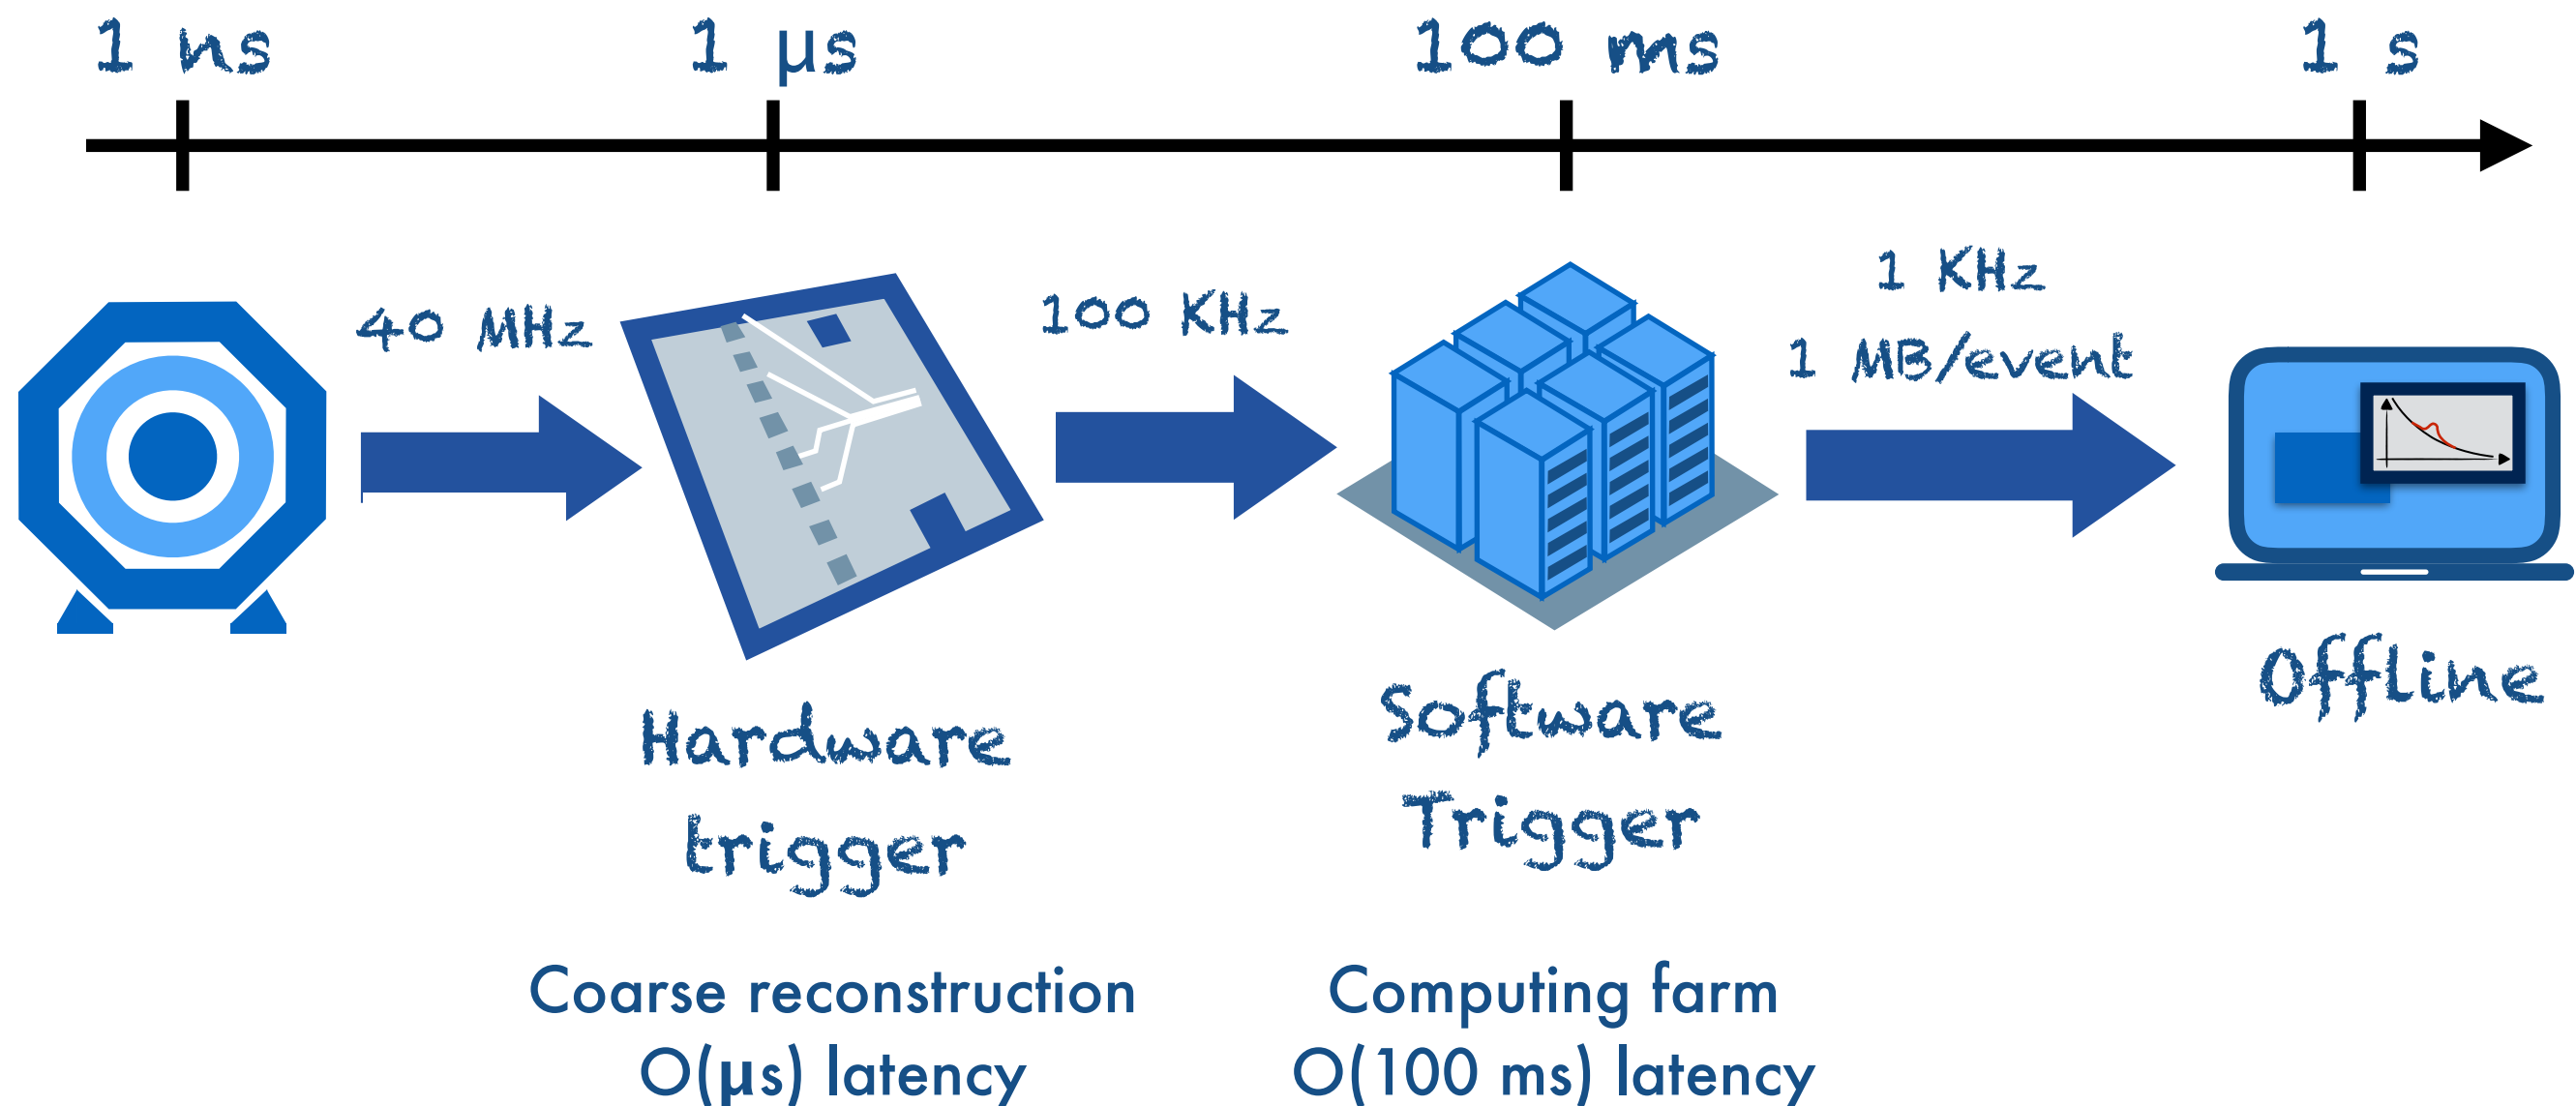 1 ns
1 µs
100 ms
1 s
40 MHz
100 KHz
1 KHz
1 MB/event
Hardware
trigger
Software
Trigger
Offline
Coarse reconstruction
O(µs) latency
Computing farm
O(100 ms) latency